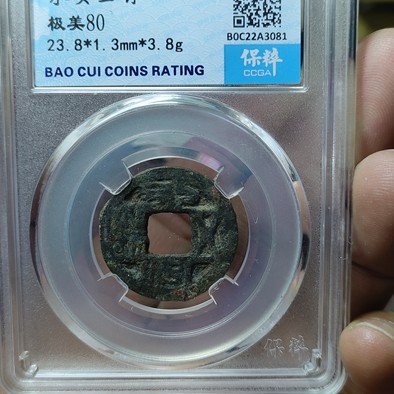 极美80
23.8*1.3mm*3.8g
BAO CUI COINS RATING
B0C22A3081
保粹
CCGA
保粹